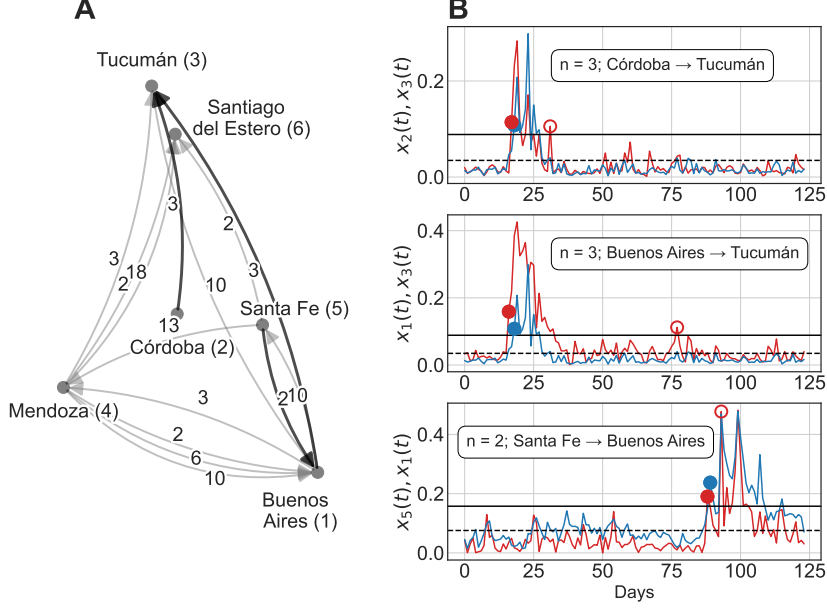 A
Tucumán (3)
Santiago
del Estero (6)
3
2
3
2
18
10
3
Santa Fe (5)
13
Córdoba (2)
2
10
Mendoza (4)
3
2
6
10
Buenos
Aires (1)
B
x2(t), x3(t)
0.2
0.0
n = 3; Córdoba → Tucumán
0 25 50 75 100 125
x1(t), x3(t)
0.4
0.2
0.0
n = 3; Buenos Aires → Tucumán
0 25 50 75 100 125
x5(t), x1(t)
0.4
0.2
0.0
n = 2; Santa Fe → Buenos Aires
0 25 50 75 100 125
Days